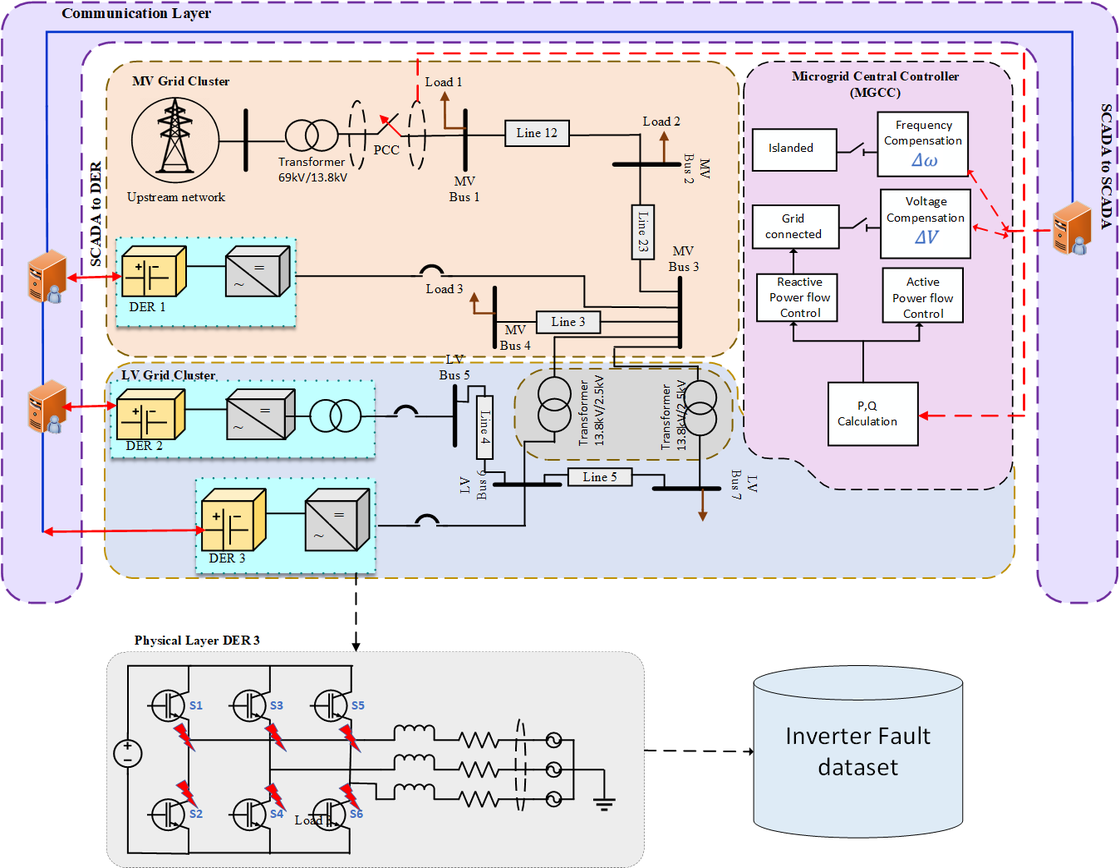 Communication Layer
SCADA to DER
SCADA to SCADA
MV Grid Cluster
Upstream network
Transformer
69kV/13.8kV
PCC
Load 1
MV
Bus 1
Line 12
Load 2
MV
Bus 2
Line 23
MV
Bus 3
DER 1
=
~
Load 3
MV
Bus 4
Line 3
Microgrid Central Controller
(MGCC)
Islanded
Frequency
Compensation
Δω
Grid
connected
Voltage
Compensation
ΔV
Reactive
Power flow
Control
Active
Power flow
Control
P,Q
Calculation
LV Grid Cluster
DER 2
=
~
LV
Bus 5
Line 4
Transformer
13.8kV/2.5kV
Transformer
13.8kV/2.5kV
LV
Bus 6
Line 5
LV
Bus 7
DER 3
=
~
Physical Layer DER 3
S1
S3
S5
S2
S4
S6
Load
Inverter Fault
dataset